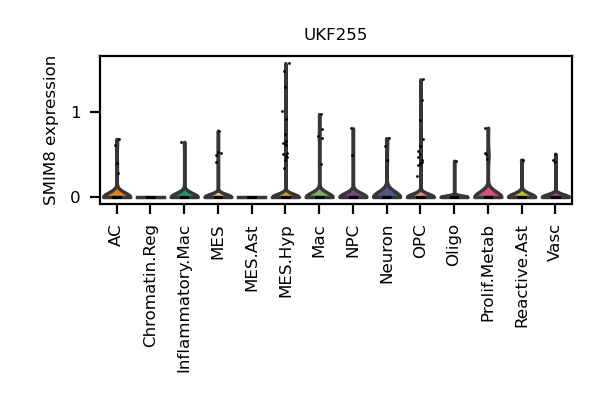 UKF255
SMIM8 expression
1
0
AC
Chromatin.Reg
Inflammatory.Mac
MES
MES.Ast
MES.Hyp
Mac
NPC
Neuron
OPC
Oligo
Prolif.Metab
Reactive.Ast
Vasc